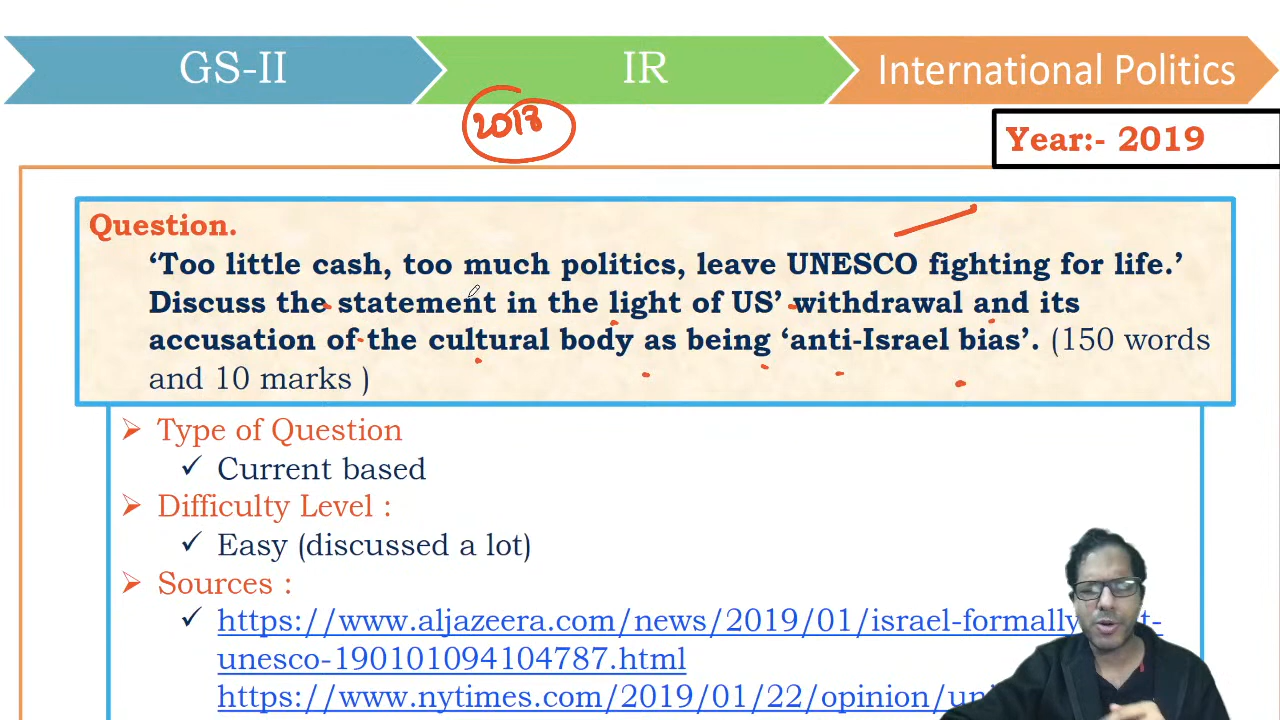 GS-II
IR
International Politics
Year:- 2019
Question.
‘Too little cash, too much politics, leave UNESCO fighting for life.’
Discuss the statement in the light of US’ withdrawal and its
accusation of the cultural body as being ‘anti-Israel bias’. (150 words
and 10 marks )
➢ Type of Question
✓ Current based
➢ Difficulty Level :
✓ Easy (discussed a lot)
➢ Sources :
✓ https://www.aljazeera.com/news/2019/01/israel-formally
unesco-190101094104787.html
https://www.nytimes.com/2019/01/22/opinion/